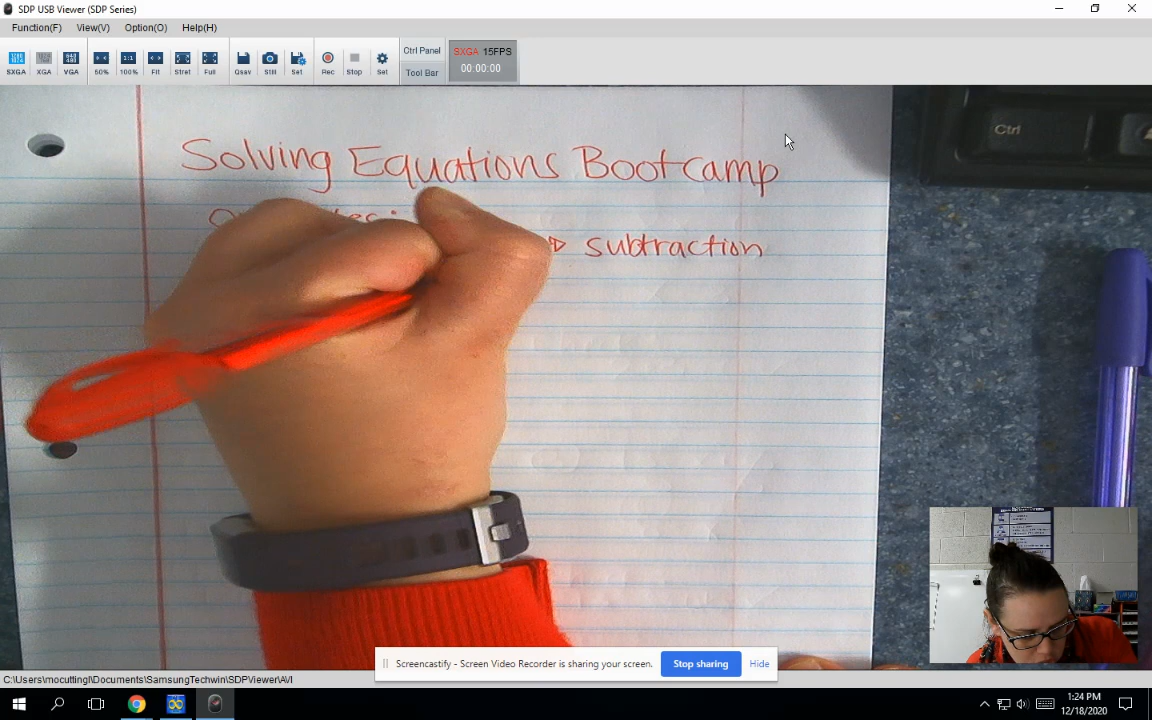 SDP USB Viewer (SDP Series)
Function(F) View(V) Option(O) Help(H)
SXGA XGA VGA 50% 100% Fit Stret Full Qsav Still Set Rec Stop Set
Ctrl Panel
Tool Bar
SXGA 15FPS
00:00:00
Ctrl
Solving Equations Bootcamp
subtraction
Screencastify - Screen Video Recorder is sharing your screen. Stop sharing Hide
C:\Users\mocuttingl\Documents\SamsungTechwin\SDPViewer\AVI
1:24 PM
12/18/2020